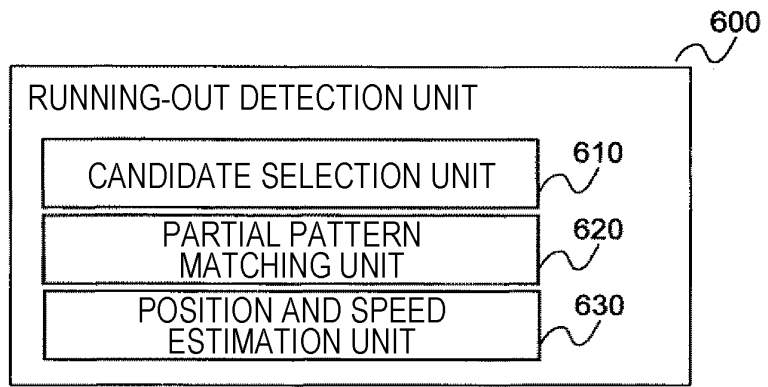 600
RUNNING-OUT DETECTION UNIT
CANDIDATE SELECTION UNIT
610
PARTIAL PATTERN
MATCHING UNIT
620
POSITION AND SPEED
ESTIMATION UNIT
630